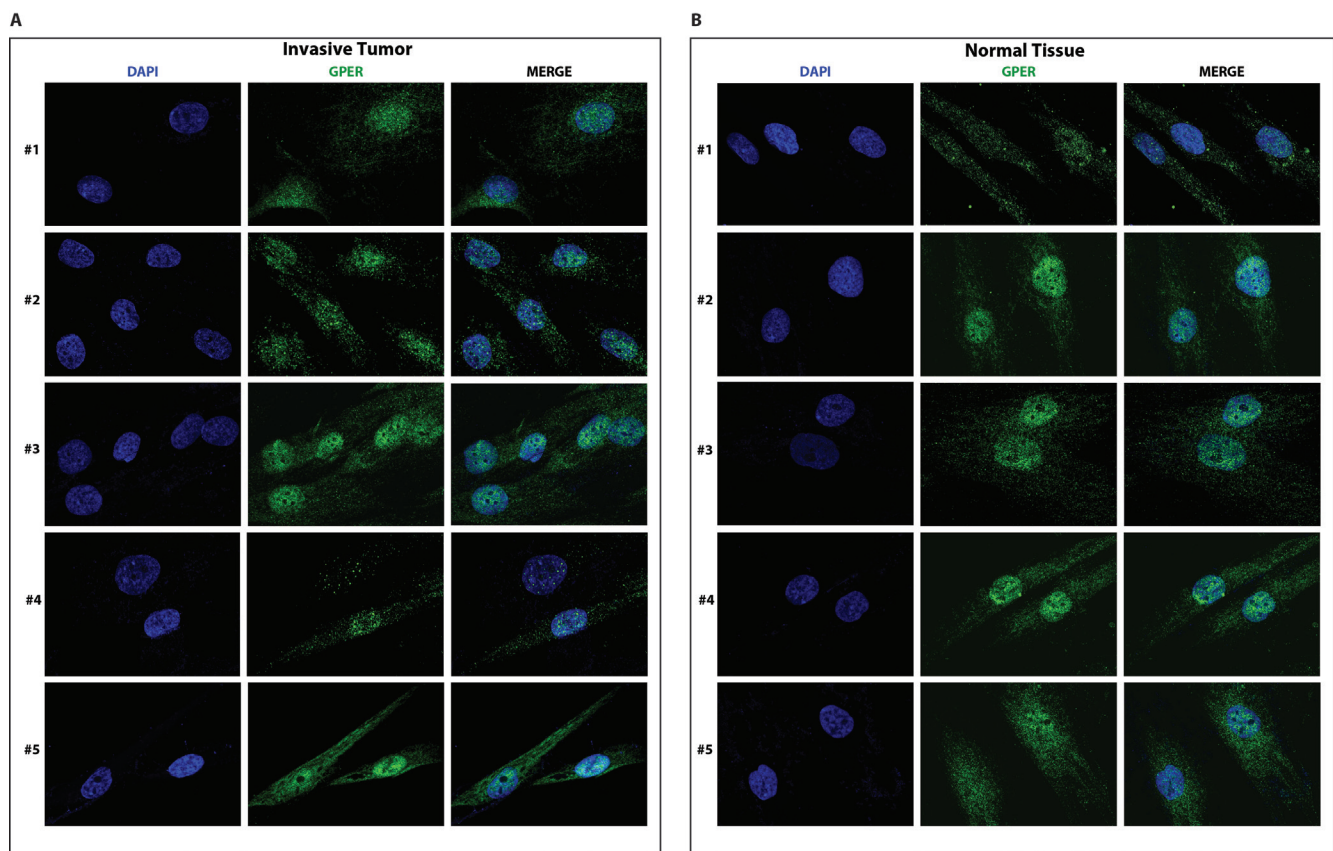 A
Invasive Tumor
DAPI GPER MERGE
#1
#2
#3
#4
#5
B
Normal Tissue
DAPI GPER MERGE
#1
#2
#3
#4
#5